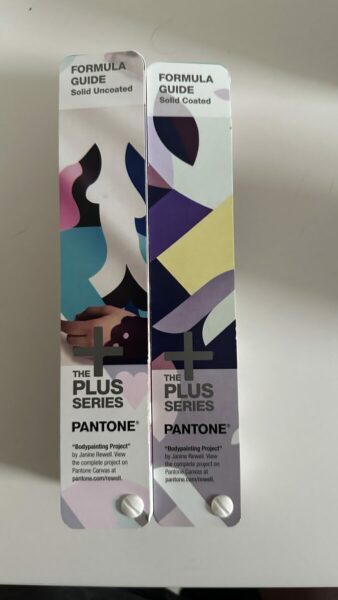 FORMULA
GUIDE
Solid Uncoated
THE
PLUS
SERIES
PANTONE®
"Bodypainting Project"
by Janine Rewell. View
the complete project on
Pantone Canvas at
pantone.com/rewell.
FORMULA
GUIDE
Solid Coated
THE
PLUS
SERIES
PANTONE®
"Bodypainting Project"
by Janine Rewell. View
the complete project on
Pantone Canvas at
pantone.com/rewell.